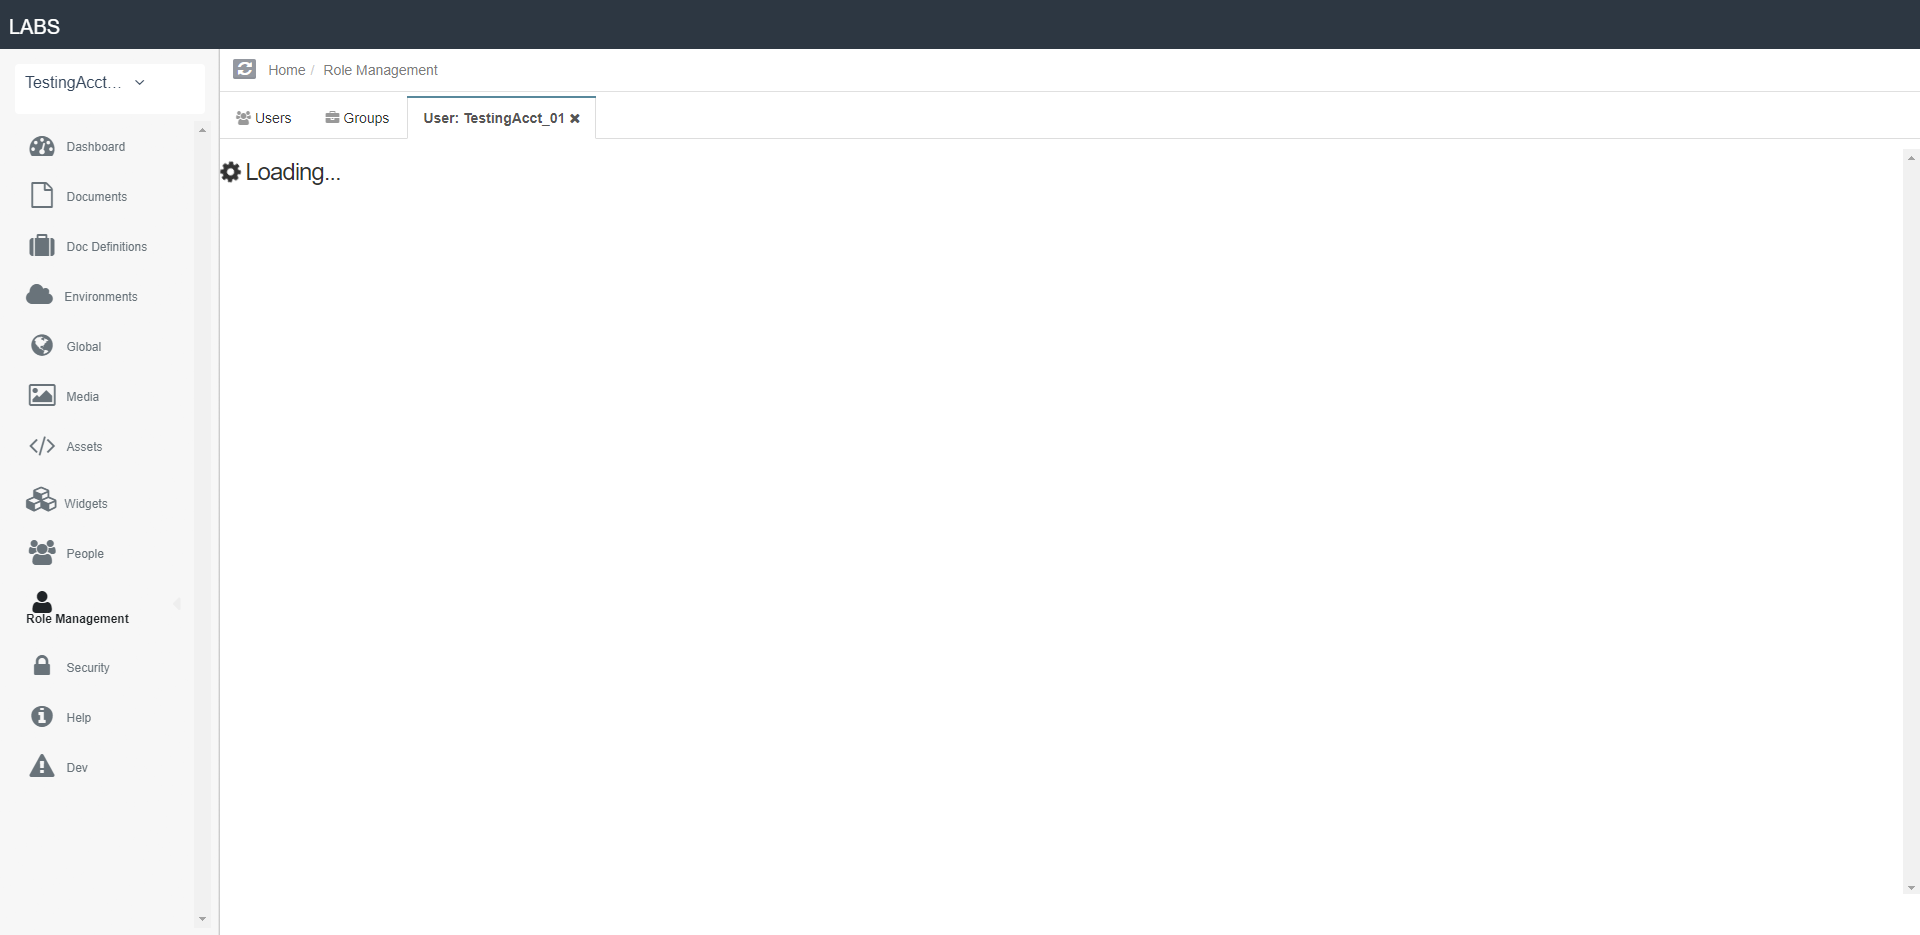 LABS
TestingAcct...
Home / Role Management
Users
Groups
User: TestingAcct_01
Loading...
Dashboard
Documents
Doc Definitions
Environments
Global
Media
Assets
Widgets
People
Role Management
Security
Help
Dev